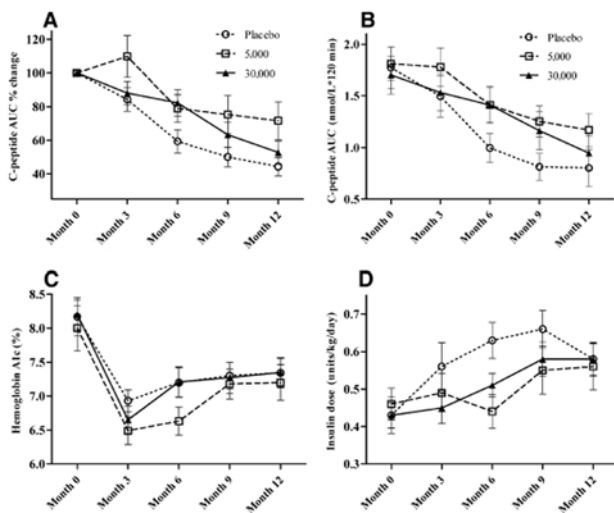 A
Placebo
5,000
30,000
C-peptide AUC % change
120
100
80
60
40
Month 0
Month 3
Month 6
Month 9
Month 12
B
Placebo
5,000
30,000
C-peptide AUC (nmol/L*120 min)
2.0
1.5
1.0
0.5
Month 0
Month 3
Month 6
Month 9
Month 12
C
Hemoglobin A1c (%)
8.5
8.0
7.5
7.0
6.5
6.0
Month 0
Month 3
Month 6
Month 9
Month 12
D
Insulin dose (units/kg/day)
0.8
0.7
0.6
0.5
0.4
0.3
Month 0
Month 3
Month 6
Month 9
Month 12